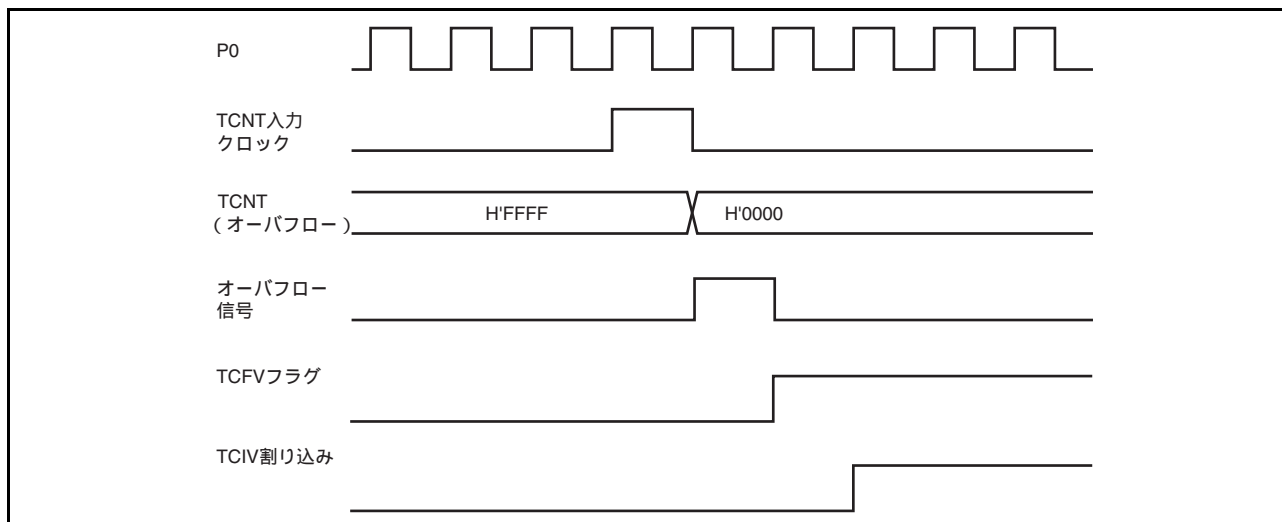 P0
TCNT入力
クロック
TCNT
(オーバフロー)
H'FFFF
H'0000
オーバフロー
信号
TCFVフラグ
TCIV割り込み